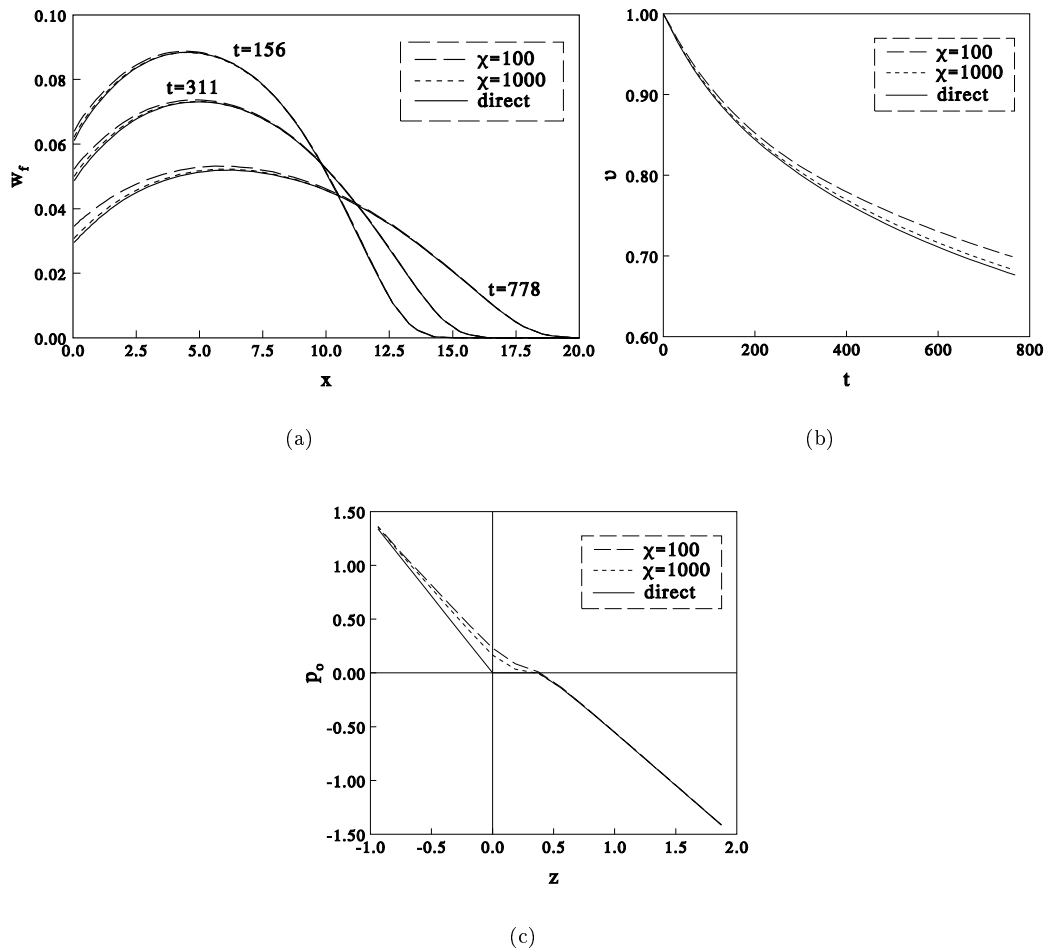 0.10
0.08
0.06
0.04
0.02
0.00
w_f
0.0 2.5 5.0 7.5 10.0 12.5 15.0 17.5 20.0
x
t=156
t=311
t=778
χ=100
χ=1000
direct
(a)
1.00
0.90
0.80
0.70
0.60
υ
0 200 400 600 800
t
χ=100
χ=1000
direct
(b)
1.50
1.00
0.50
0.00
-0.50
-1.00
-1.50
p_o
-1.0 -0.5 0.0 0.5 1.0 1.5 2.0
z
χ=100
χ=1000
direct
(c)